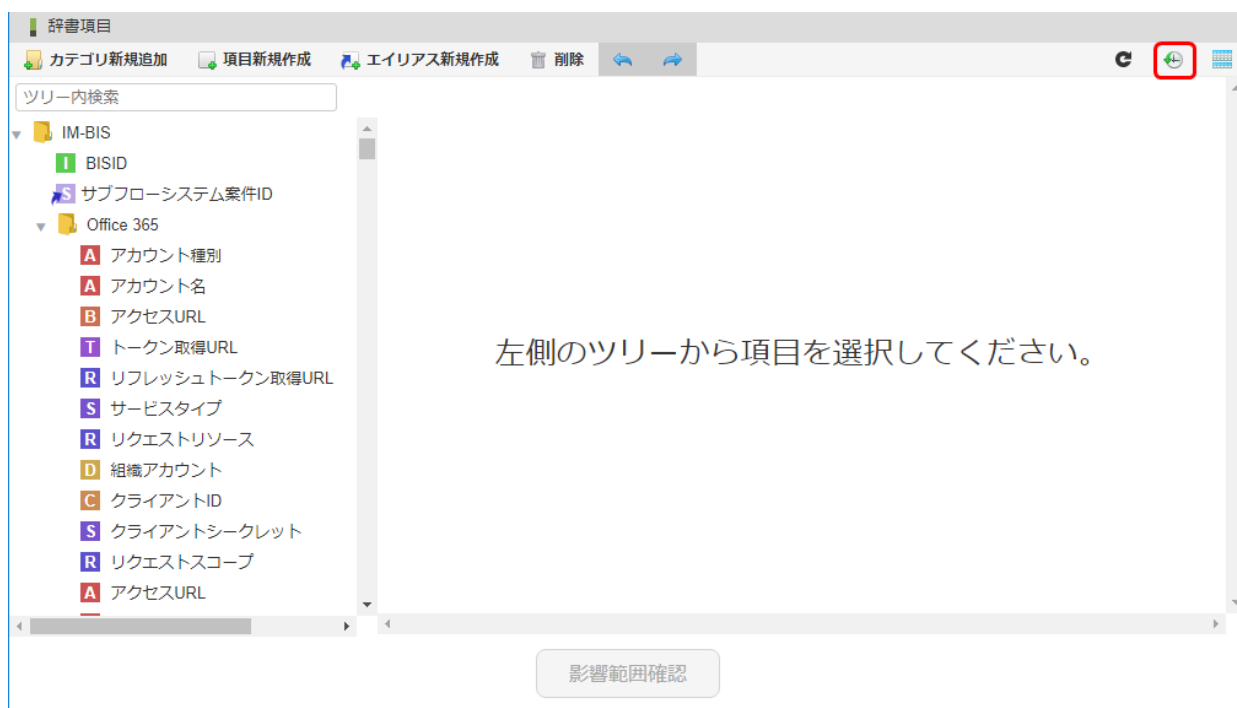 辞書項目
カテゴリ新規追加 項目新規作成 エイリアス新規作成 削除
ツリー内検索
IM-BIS
I BISID
S サブフローシステム案件ID
Office 365
A アカウント種別
A アカウント名
B アクセスURL
T トークン取得URL
R リフレッシュトークン取得URL
S サービスタイプ
R リクエストリソース
D 組織アカウント
C クライアントID
S クライアントシークレット
R リクエストスコープ
A アクセスURL
左側のツリーから項目を選択してください。
影響範囲確認